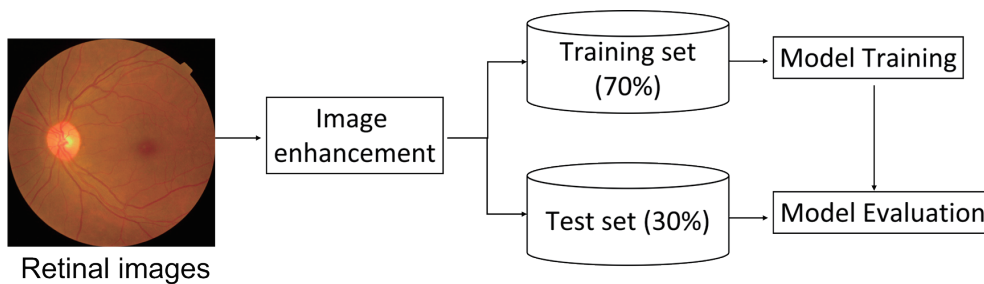 Retinal images
Image
enhancement
Training set
(70%)
Model Training
Test set (30%)
Model Evaluation